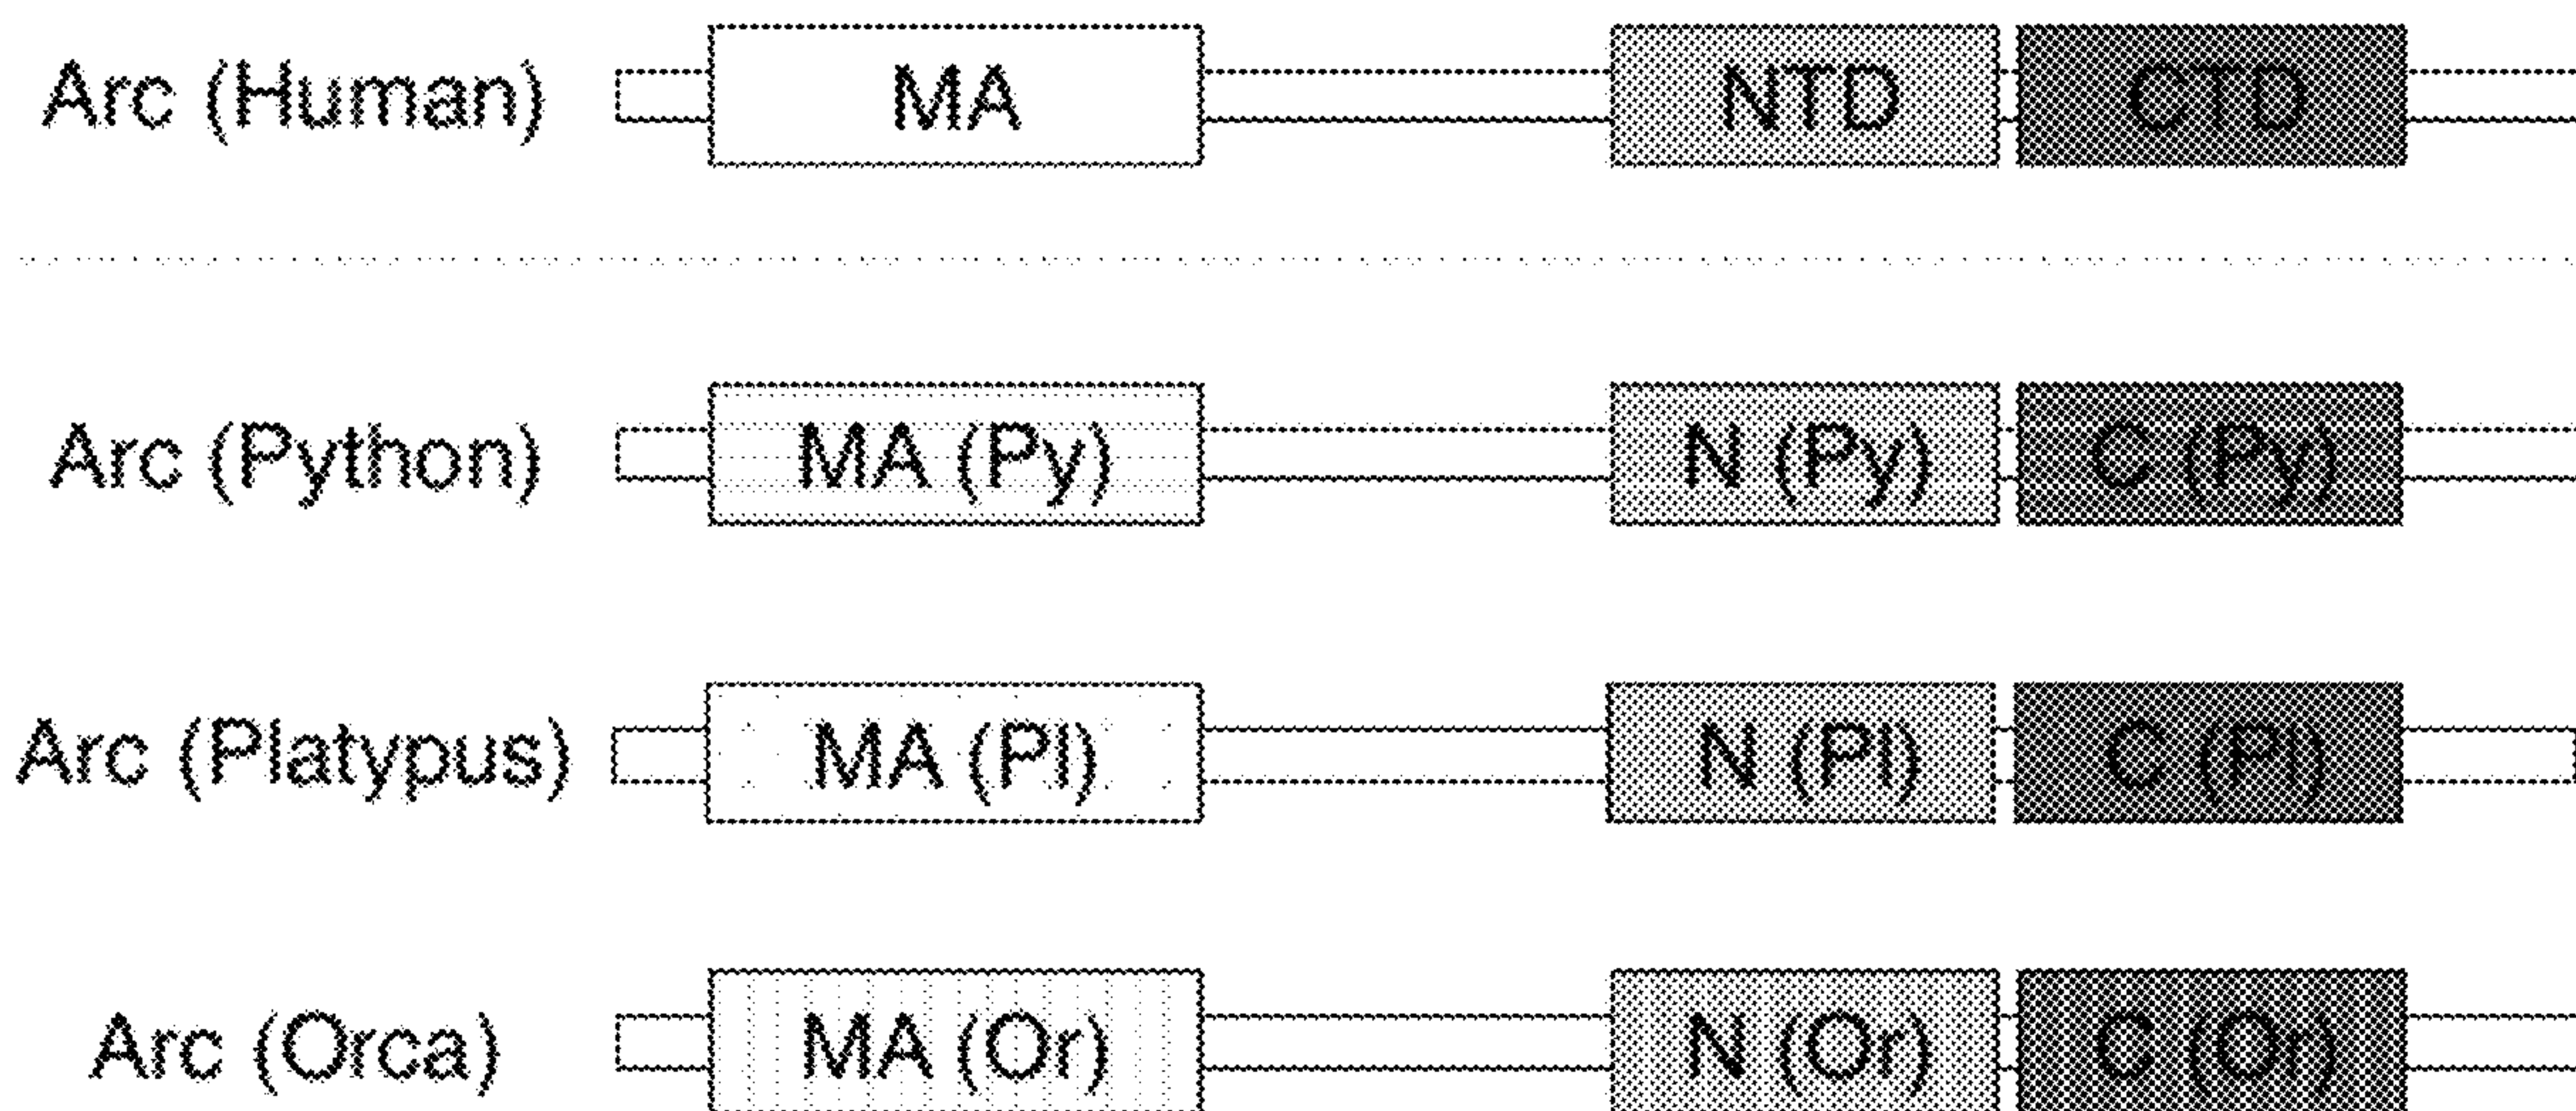 Arc (Human) MA NTD CTD
Arc (Python) MA (Py) N (Py) C (Py)
Arc (Platypus) MA (Pl) N (Pl) C (Pl)
Arc (Orca) MA (Or) N (Or) C (Or)